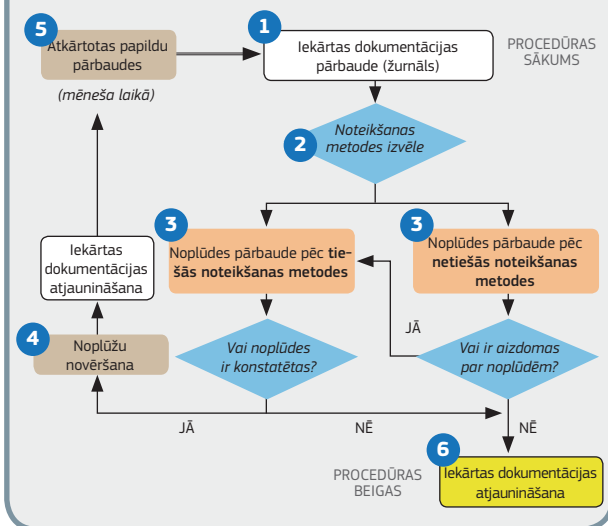 5
Atkārtotas papildu
pārbaudes
(mēneša laikā)
1
Iekārtas dokumentācijas
pārbaude (žurnāls)
PROCEDŪRAS
SĀKUMS
2
Noteikšanas
metodes izvēle
3
Noplūdes pārbaude pēc tie-
šās noteikšanas metodes
3
Noplūdes pārbaude pēc
netiešās noteikšanas
metodes
Iekārtas
dokumentācijas
atjaunināšana
JĀ
4
Noplūžu
novēršana
Vai noplūdes
ir konstatētas?
Vai ir aizdomas
par noplūdēm?
JĀ
NĒ
NĒ
PROCEDŪRAS
BEIGAS
6
Iekārtas dokumentācijas
atjaunināšana